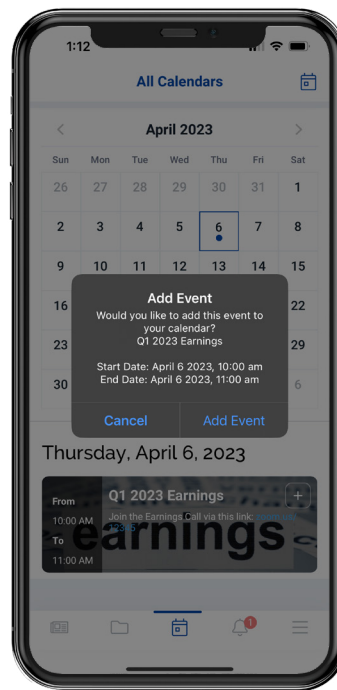 1:12
All Calendars
April 2023
Sun Mon Tue Wed Thu Fri Sat
26 27 28 29 30 31 1
2 3 4 5 6 7 8
9 10 11 12 13 14 15
16 22
23 29
30 6
Add Event
Would you like to add this event to
your calendar?
Q1 2023 Earnings
Start Date: April 6 2023, 10:00 am
End Date: April 6 2023, 11:00 am
Cancel Add Event
Thursday, April 6, 2023
From
10:00 AM
To
11:00 AM
Q1 2023 Earnings
Join the Earnings Call via this link:
12345
earnings
1